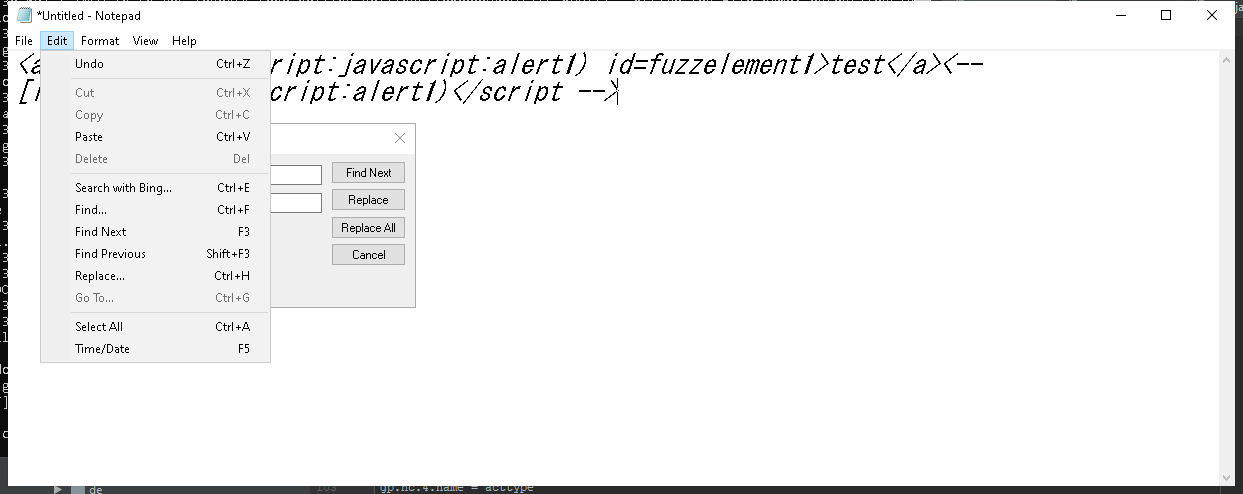 *Untitled - Notepad
File Edit Format View Help
<a ript:javascript:alert1) id=fuzzelement1>test</a><--
[i cript:alert1)</script -->
Undo Ctrl+Z
Cut Ctrl+X
Copy Ctrl+C
Paste Ctrl+V
Delete Del
Search with Bing... Ctrl+E
Find... Ctrl+F
Find Next F3
Find Previous Shift+F3
Replace... Ctrl+H
Go To... Ctrl+G
Select All Ctrl+A
Time/Date F5
Find Next
Replace
Replace All
Cancel
de
gp.nc.4.name = acttype